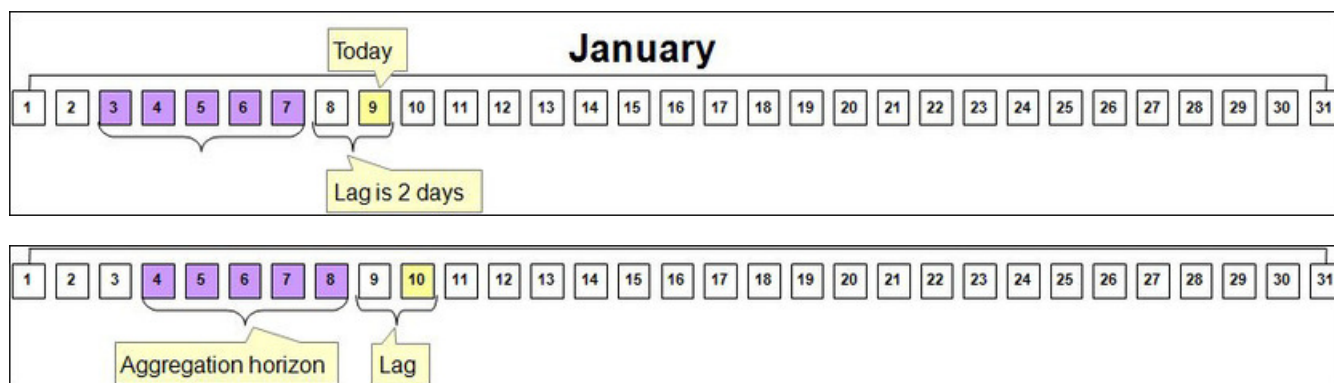 January
Today
1 2 3 4 5 6 7 8 9 10 11 12 13 14 15 16 17 18 19 20 21 22 23 24 25 26 27 28 29 30 31
Lag is 2 days
1 2 3 4 5 6 7 8 9 10 11 12 13 14 15 16 17 18 19 20 21 22 23 24 25 26 27 28 29 30 31
Aggregation horizon Lag